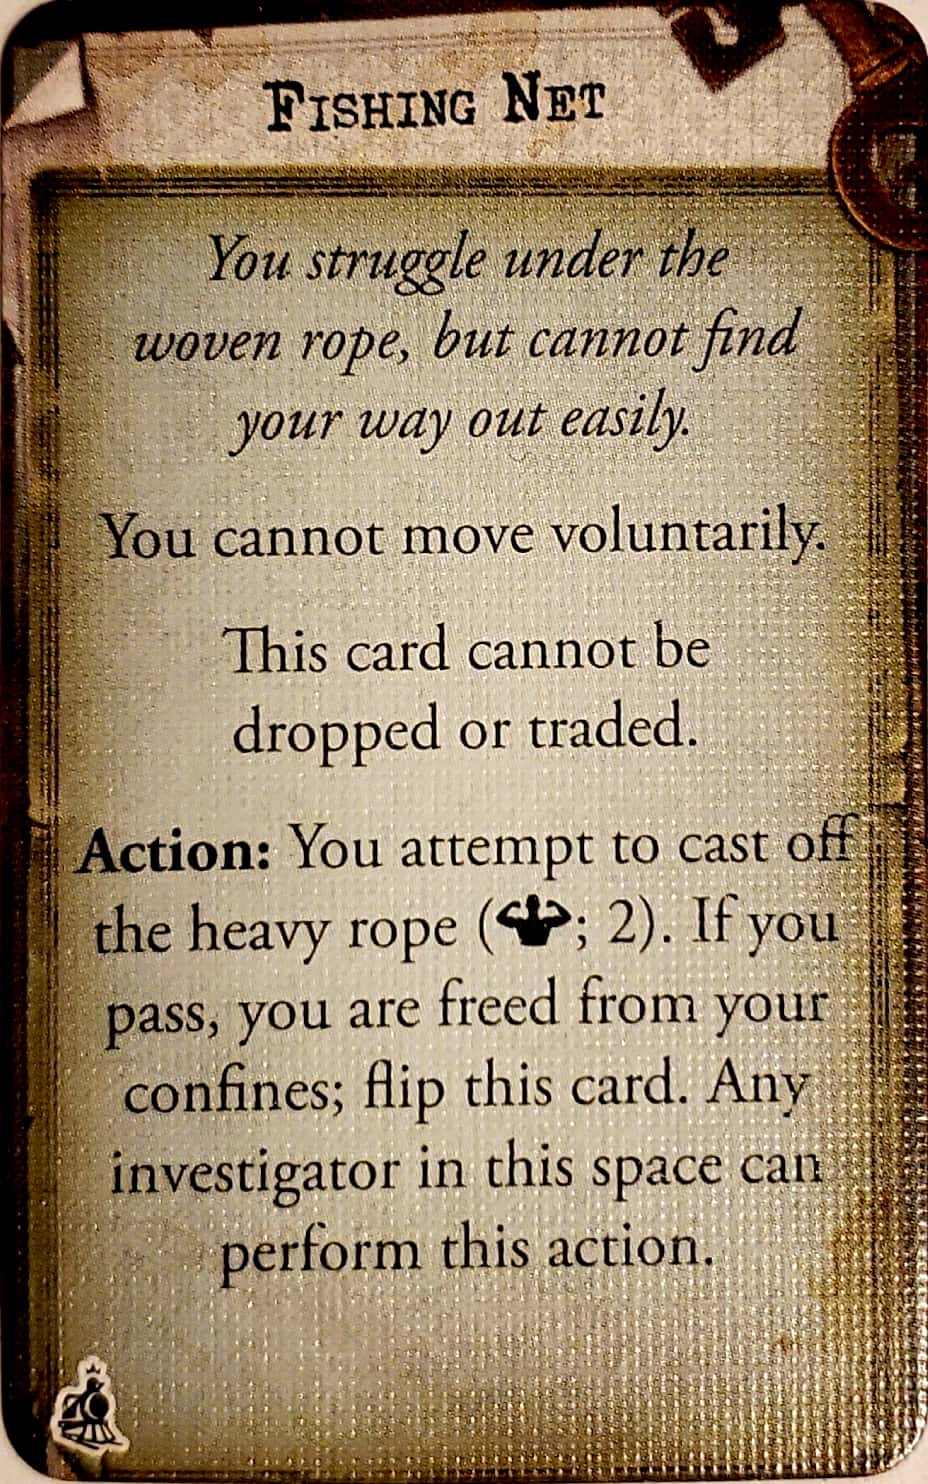 Fishing Net
You struggle under the
woven rope, but cannot find
your way out easily.
You cannot move voluntarily.
This card cannot be
dropped or traded.
Action: You attempt to cast off
the heavy rope ( ; 2). If you
pass, you are freed from your
confines; flip this card. Any
investigator in this space can
perform this action.